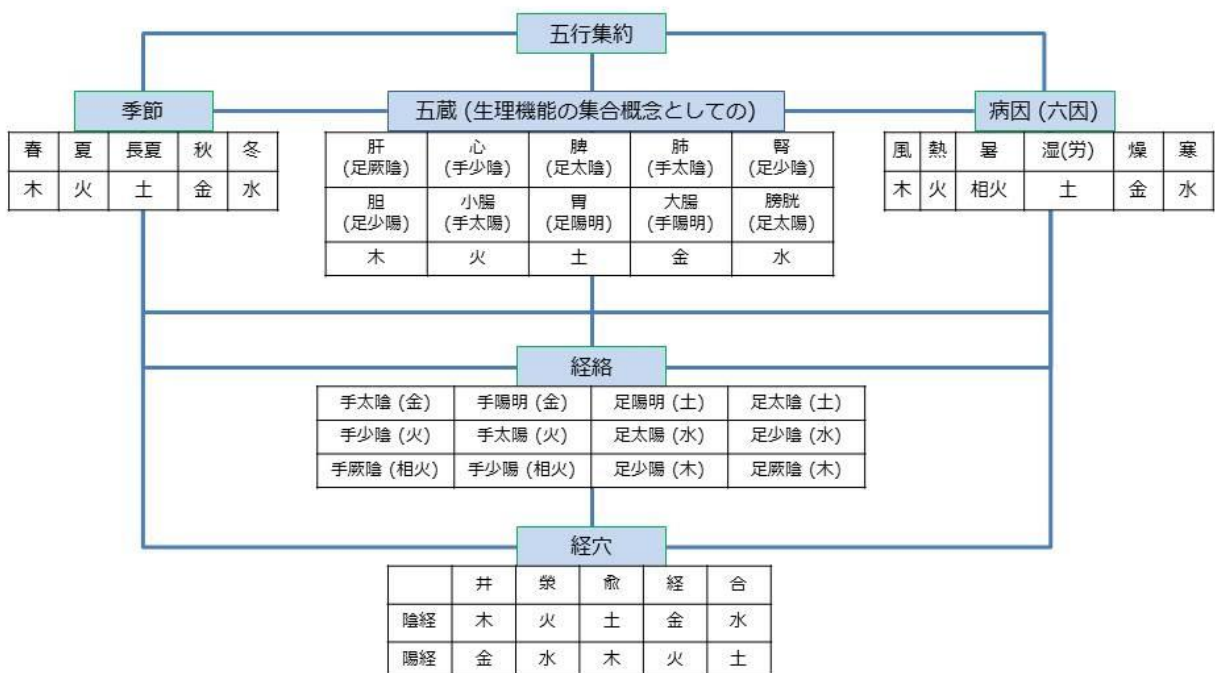 五行集約
季節
春 夏 長夏 秋 冬
木 火 土 金 水
五蔵 (生理機能の集合概念としての)
肝 (足厥陰) 心 (手少陰) 脾 (足太陰) 肺 (手太陰) 腎 (足少陰)
胆 (足少陽) 小腸 (手太陽) 胃 (足陽明) 大腸 (手陽明) 膀胱 (足太陽)
木 火 土 金 水
病因 (六因)
風 熱 暑 湿(労) 燥 寒
木 火 相火 土 金 水
経絡
手太陰 (金) 手陽明 (金) 足陽明 (土) 足太陰 (土)
手少陰 (火) 手太陽 (火) 足太陽 (水) 足少陰 (水)
手厥陰 (相火) 手少陽 (相火) 足少陽 (木) 足厥陰 (木)
経穴
井 滎 兪 経 合
陰経 木 火 土 金 水
陽経 金 水 木 火 土